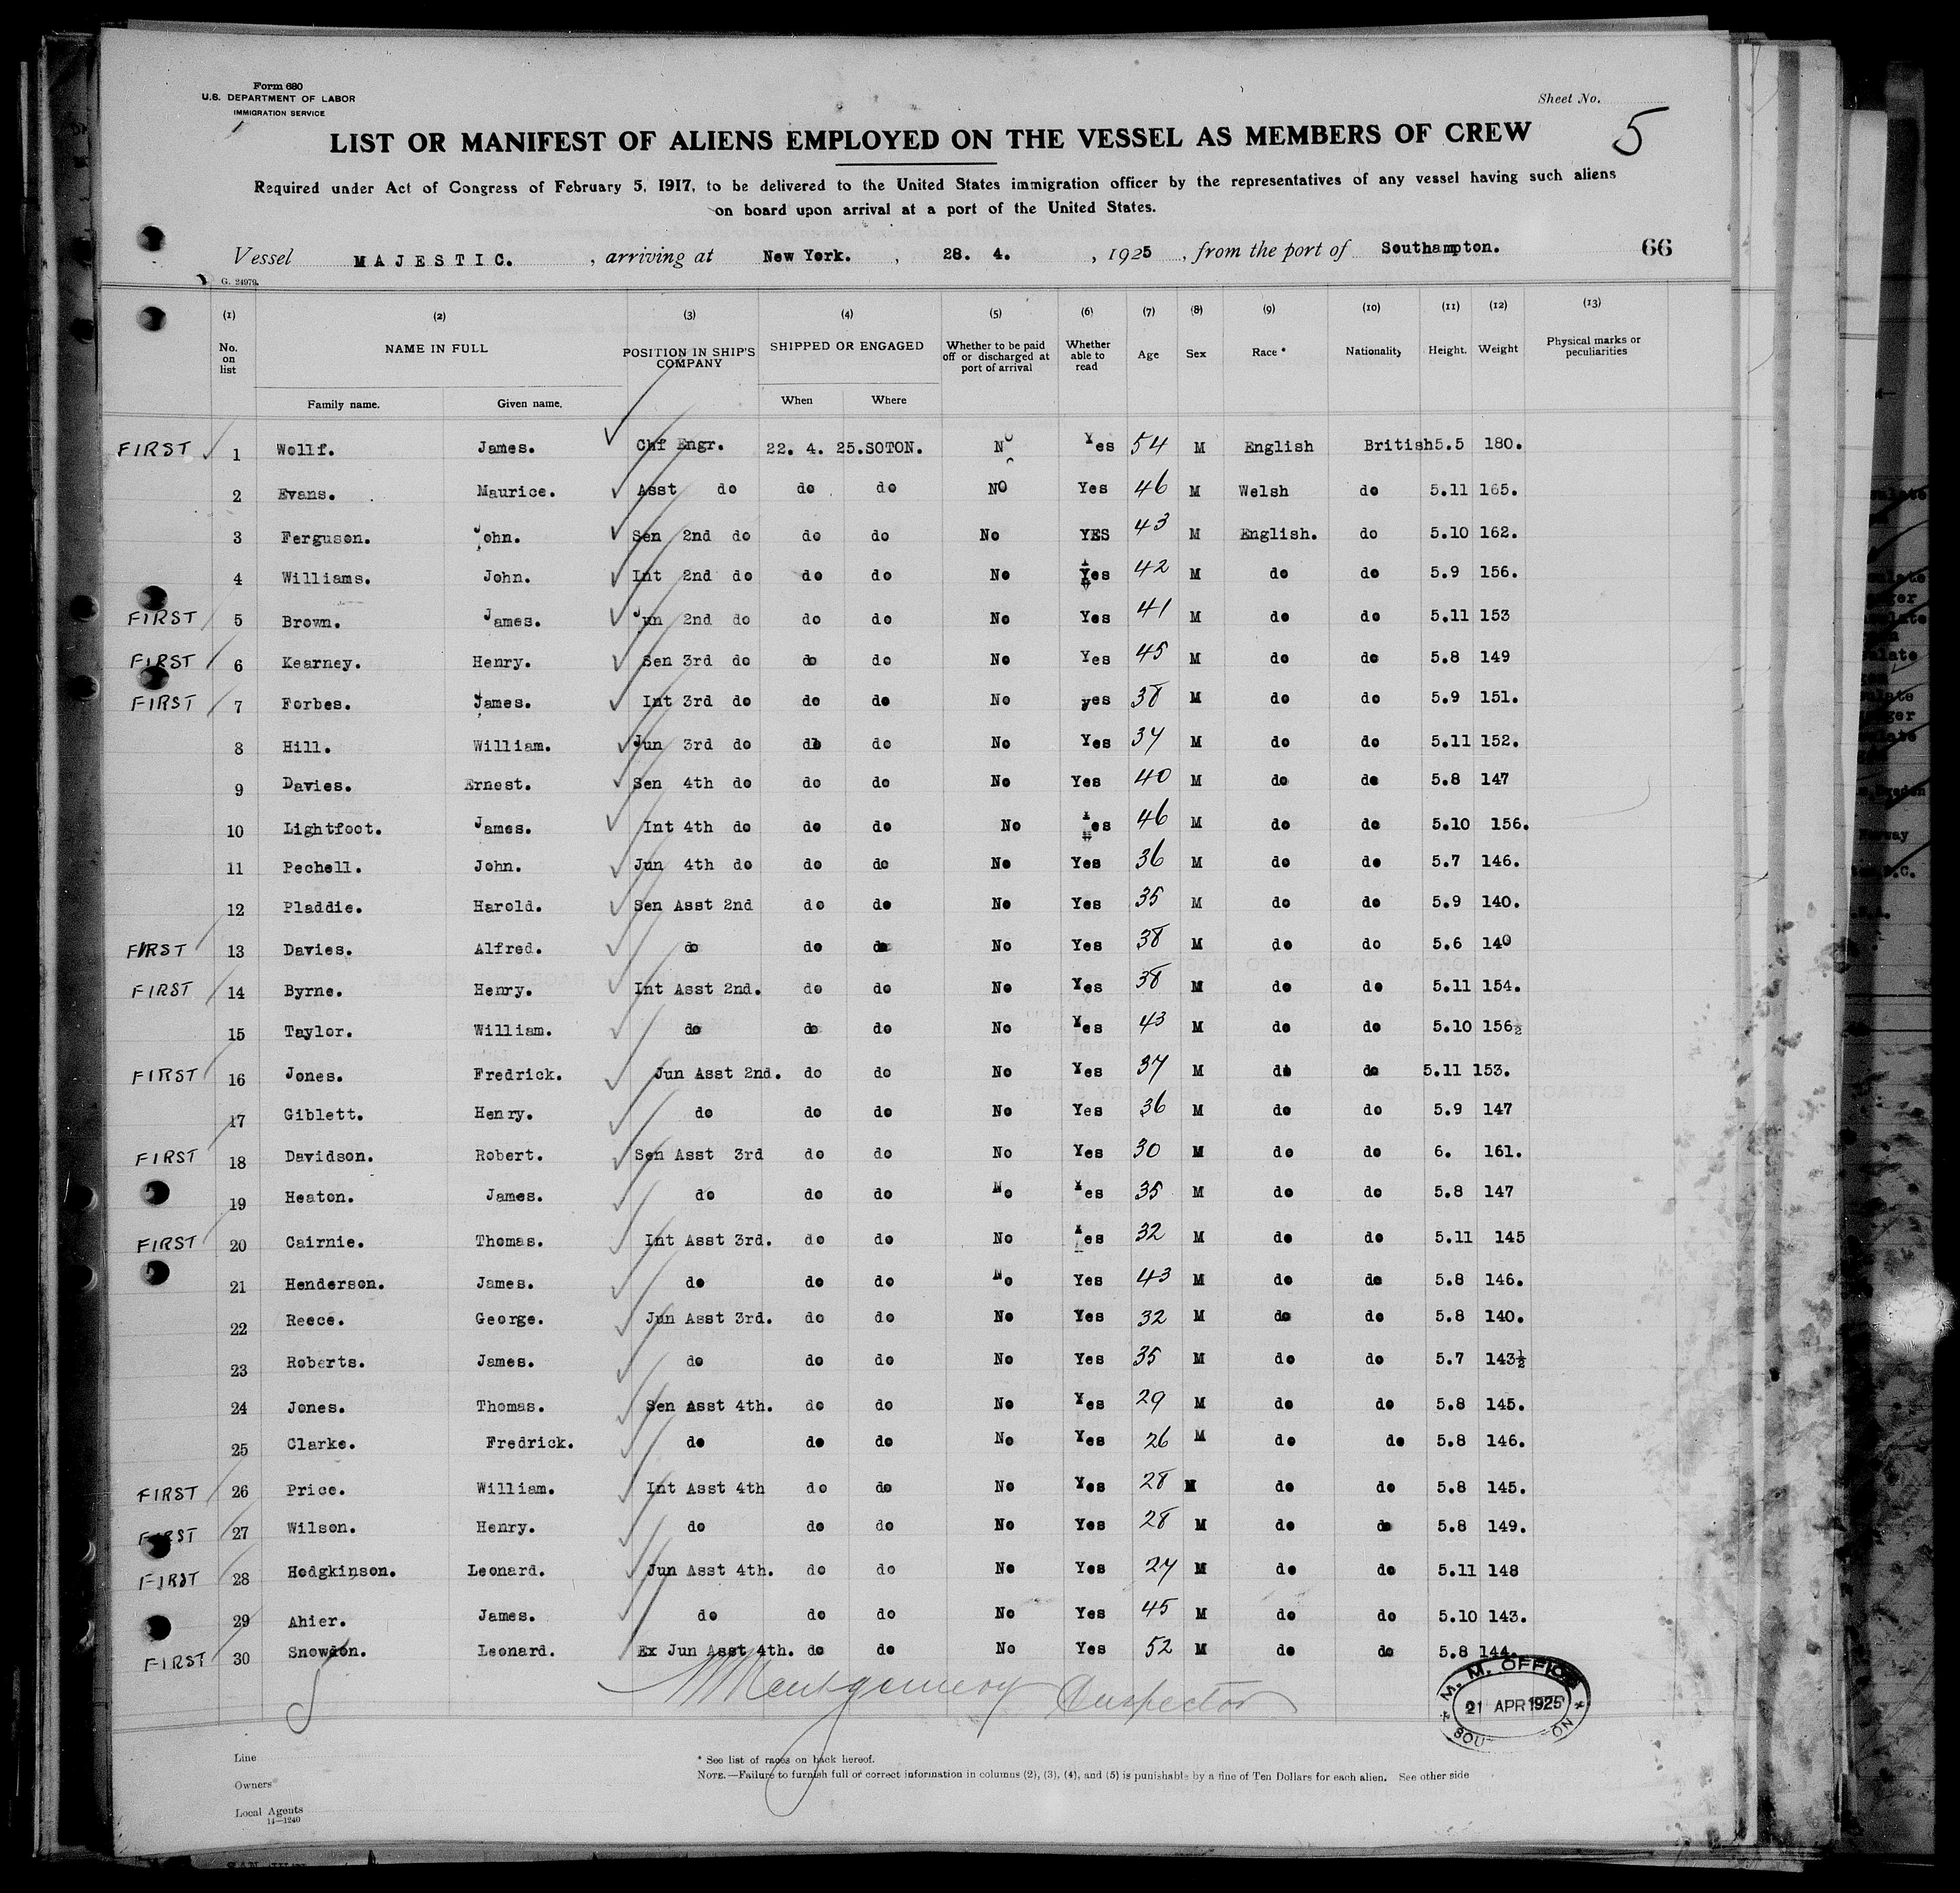 Form 680
U.S. DEPARTMENT OF LABOR
IMMIGRATION SERVICE
Sheet No.
5
LIST OR MANIFEST OF ALIENS EMPLOYED ON THE VESSEL AS MEMBERS OF CREW
Required under Act of Congress of February 5, 1917, to be delivered to the United States immigration officer by the representatives of any vessel having such aliens
on board upon arrival at a port of the United States.
Vessel MAJESTIC. , arriving at New York. , 28. 4. , 1925 , from the port of Southampton. 66
G. 24979.
(1) (2) (3) (4) (5) (6) (7) (8) (9) (10) (11) (12) (13)
No. on list NAME IN FULL POSITION IN SHIP'S COMPANY SHIPPED OR ENGAGED Whether to be paid off or discharged at port of arrival Whether able to read Age Sex Race * Nationality Height. Weight Physical marks or peculiarities
Family name. Given name. When Where
FIRST 1 Wollf. James. Chf Engr. 22. 4. 25. SOTON. No Yes 54 M English British 5.5 180.
2 Evans. Maurice. Asst do do do NO Yes 46 M Welsh do 5.11 165.
3 Ferguson. John. Sen 2nd do do do No YES 43 M English. do 5.10 162.
4 Williams. John. Int 2nd do do do No Yes 42 M do do 5.9 156.
FIRST 5 Brown. James. Jun 2nd do do do No Yes 41 M do do 5.11 153
FIRST 6 Kearney. Henry. Sen 3rd do do do No Yes 45 M do do 5.8 149
FIRST 7 Forbes. James. Int 3rd do do do No yes 38 M do do 5.9 151.
8 Hill. William. Jun 3rd do do do No Yes 34 M do do 5.11 152.
9 Davies. Ernest. Sen 4th do do do No Yes 40 M do do 5.8 147
10 Lightfoot. James. Int 4th do do do No Yes 46 M do do 5.10 156.
11 Pechell. John. Jun 4th do do do No Yes 36 M do do 5.7 146.
12 Pladdie. Harold. Sen Asst 2nd do do No Yes 35 M do do 5.9 140.
FIRST 13 Davies. Alfred. do do do No Yes 38 M do do 5.6 140
FIRST 14 Byrne. Henry. Int Asst 2nd. do do No Yes 38 M do do 5.11 154.
15 Taylor. William. do do do No Yes 43 M do do 5.10 156½
FIRST 16 Jones. Fredrick. Jun Asst 2nd. do do No Yes 37 M do do 5.11 153.
17 Giblett. Henry. do do do No Yes 36 M do do 5.9 147
FIRST 18 Davidson. Robert. Sen Asst 3rd do do No Yes 30 M do do 6. 161.
19 Heaton. James. do do do No Yes 35 M do do 5.8 147
FIRST 20 Cairnie. Thomas. Int Asst 3rd. do do No Yes 32 M do do 5.11 145
21 Henderson. James. do do do No Yes 43 M do do 5.8 146.
22 Reece. George. Jun Asst 3rd. do do No Yes 32 M do do 5.8 140.
23 Roberts. James. do do do No Yes 35 M do do 5.7 143½
24 Jones. Thomas. Sen Asst 4th. do do No Yes 29 M do do 5.8 145.
25 Clarke. Fredrick. do do do No Yes 26 M do do 5.8 146.
FIRST 26 Price. William. Int Asst 4th do do No Yes 28 M do do 5.8 145.
FIRST 27 Wilson. Henry. do do do No Yes 28 M do do 5.8 149.
FIRST 28 Hodgkinson. Leonard. Jun Asst 4th. do do No Yes 27 M do do 5.11 148
29 Ahier. James. do do do No Yes 45 M do do 5.10 143.
FIRST 30 Snowdon. Leonard. Ex Jun Asst 4th. do do No Yes 52 M do do 5.8 144.
Montgomery Inspector
M. M. OFFICE
21 APR 1925
Line
* See list of races on back hereof.
Owners
NOTE.—Failure to furnish full or correct information in columns (2), (3), (4), and (5) is punishable by a fine of Ten Dollars for each alien. See other side
Local Agents
14—1240